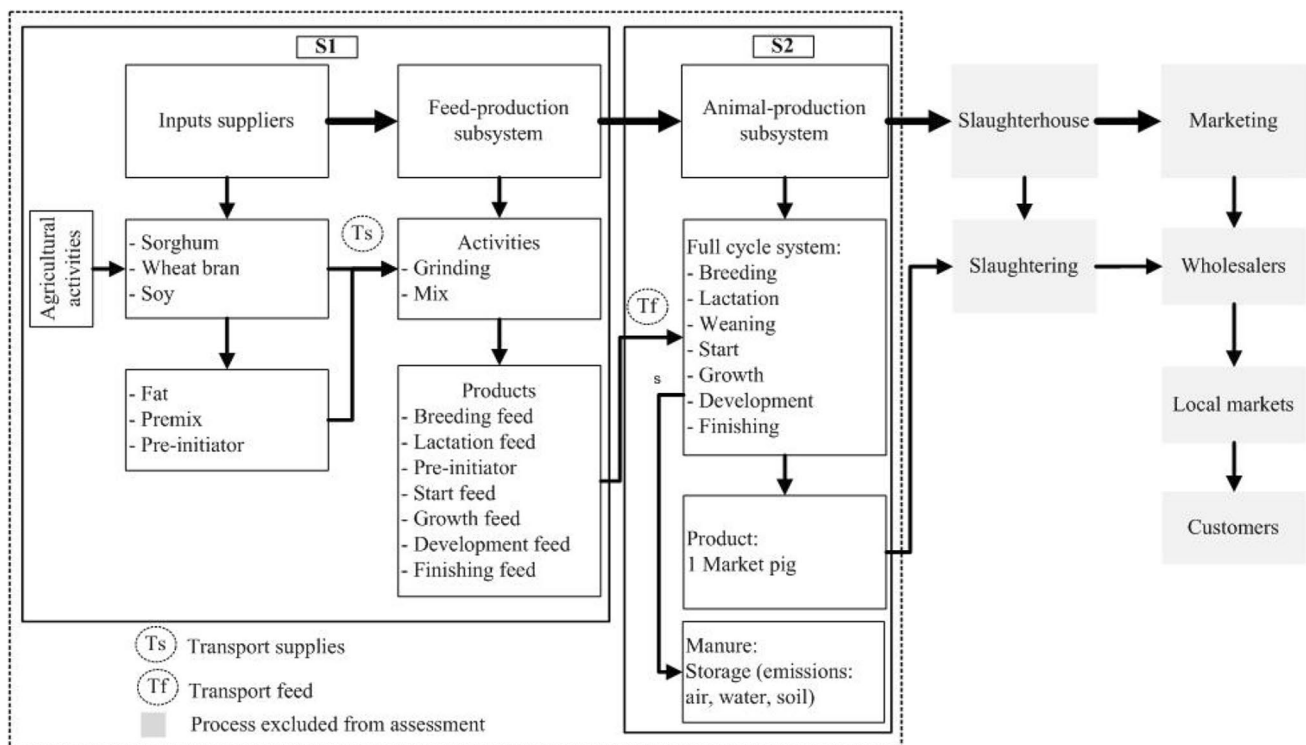 S1
S2
Inputs suppliers
Feed-production
subsystem
Animal-production
subsystem
Slaughterhouse
Marketing
Agricultural
activities
- Sorghum
- Wheat bran
- Soy
Ts
Activities
- Grinding
- Mix
Tf
Full cycle system:
- Breeding
- Lactation
- Weaning
- Start
- Growth
- Development
- Finishing
s
Slaughtering
Wholesalers
- Fat
- Premix
- Pre-initiator
Products
- Breeding feed
- Lactation feed
- Pre-initiator
- Start feed
- Growth feed
- Development feed
- Finishing feed
Local markets
Product:
1 Market pig
Customers
Manure:
Storage (emissions:
air, water, soil)
Ts Transport supplies
Tf Transport feed
Process excluded from assessment